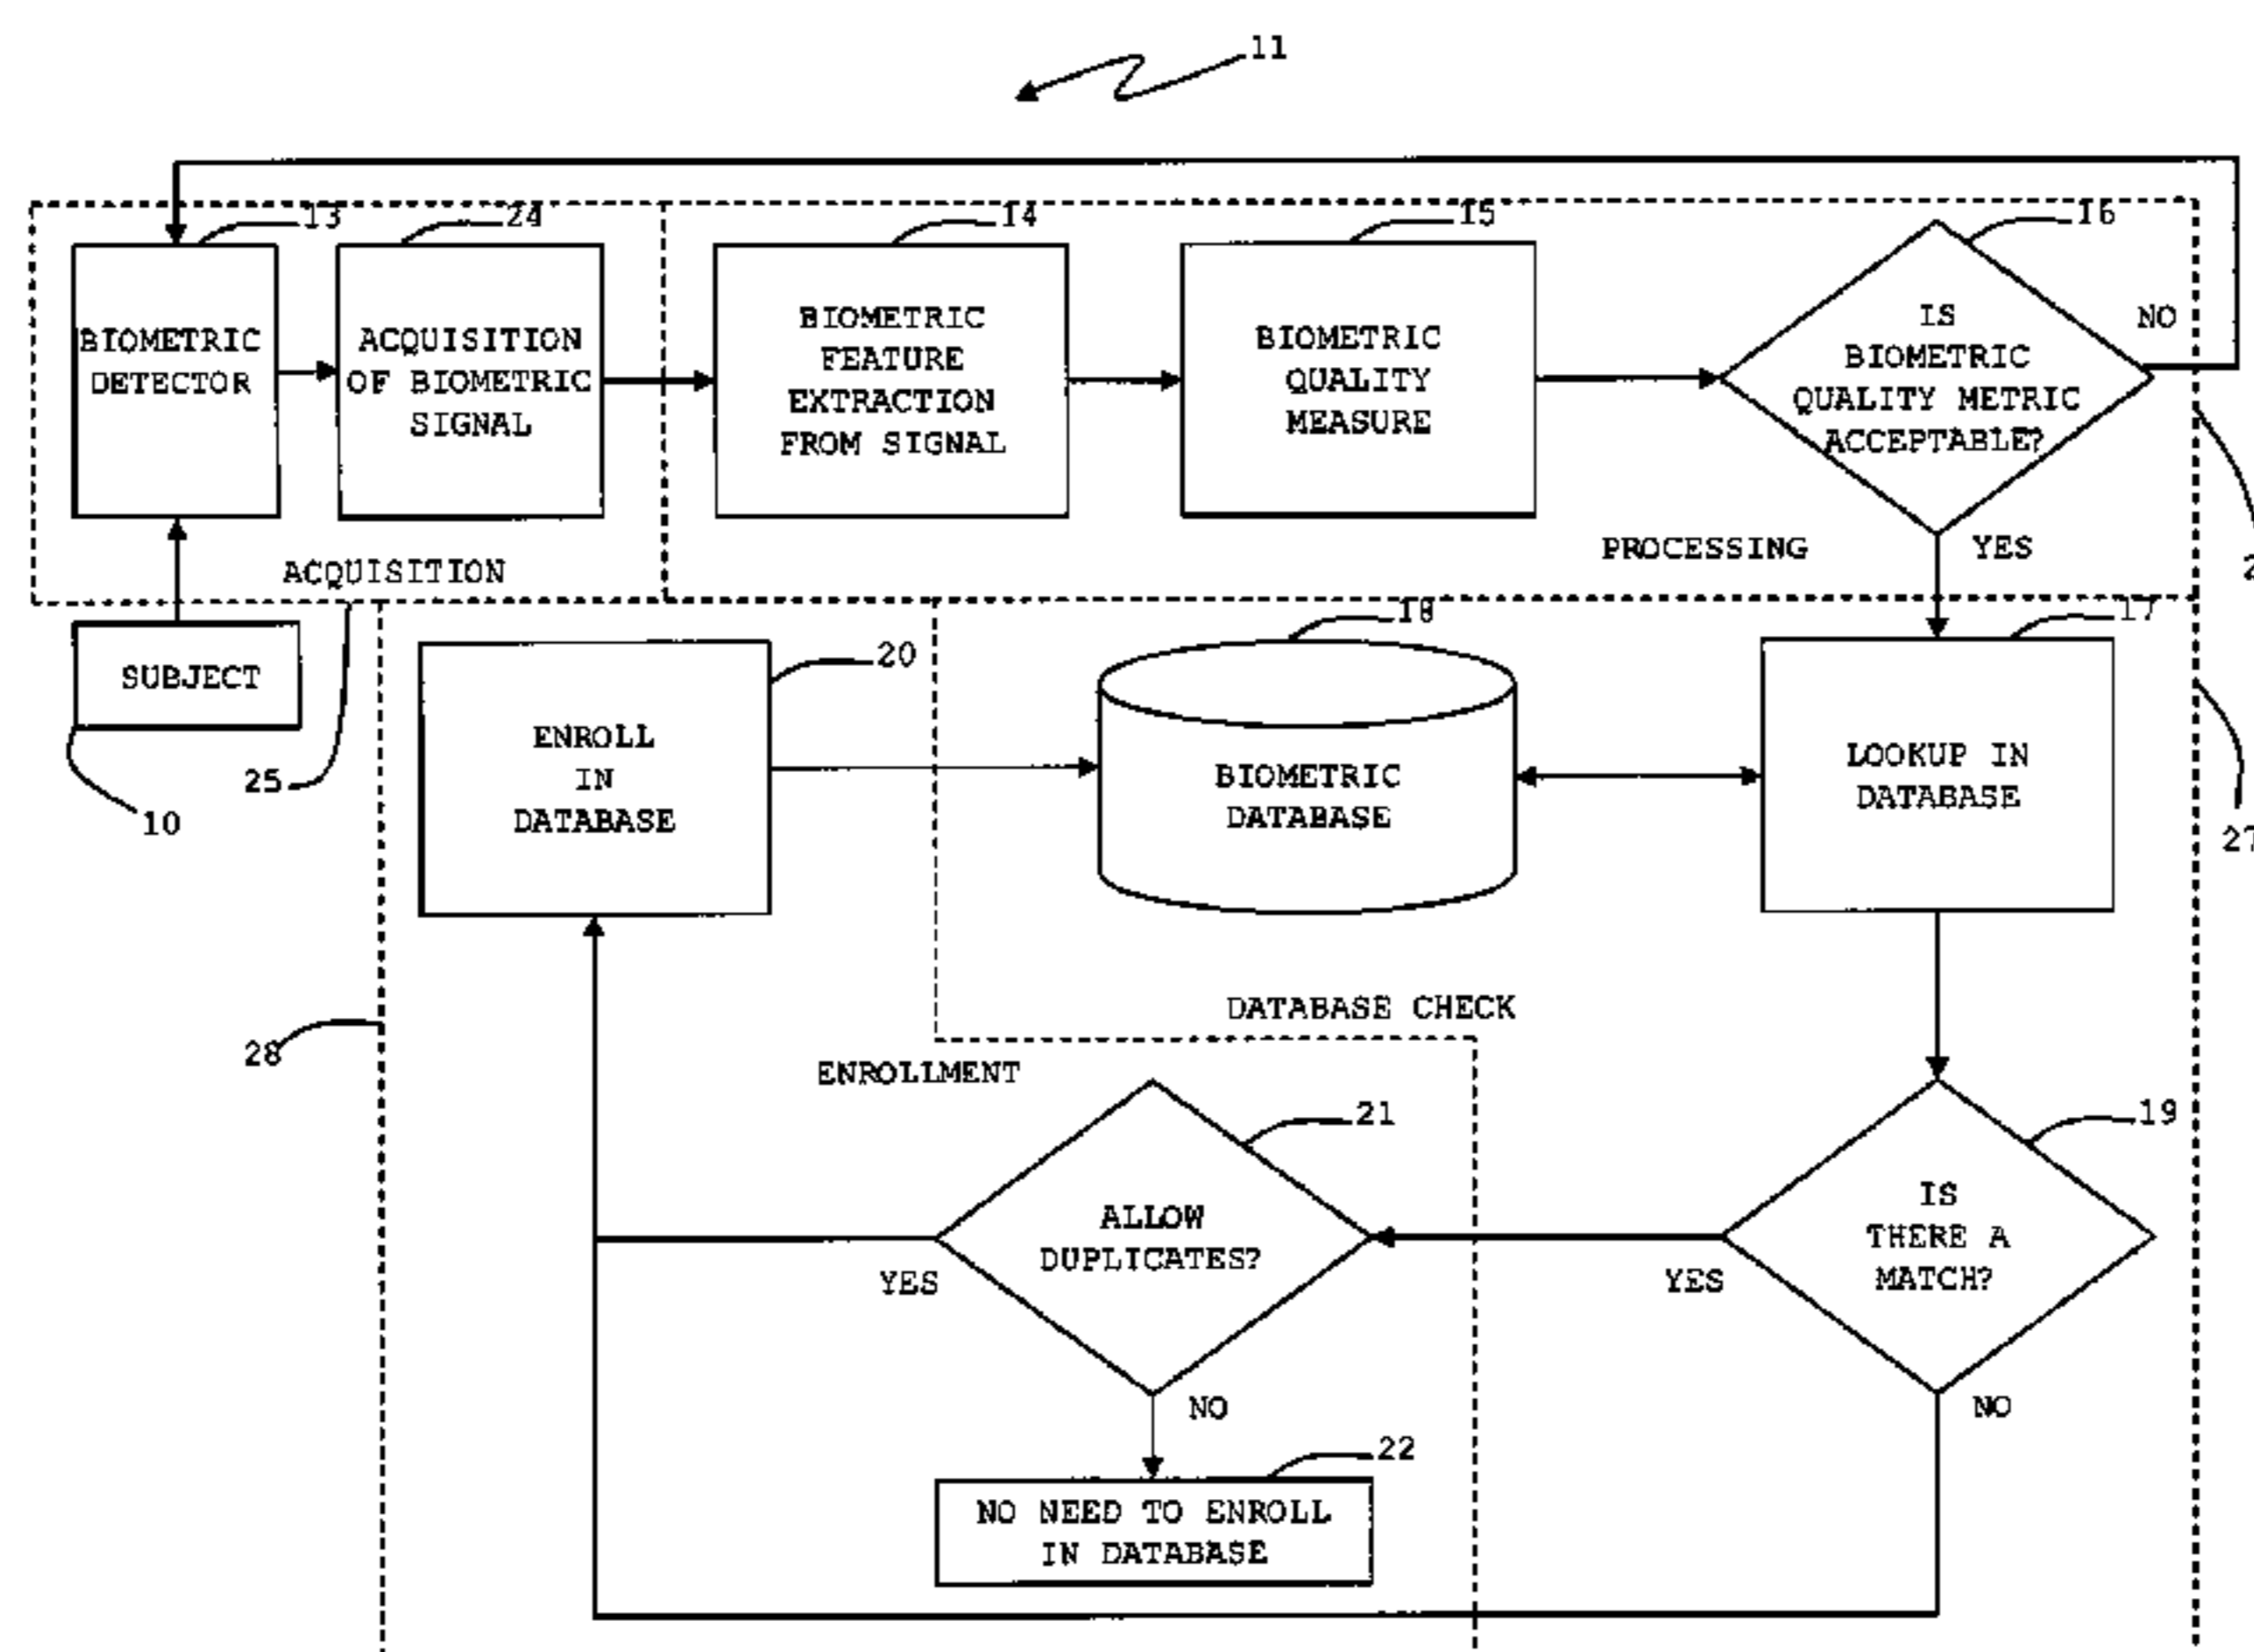 11
13
24
14
15
16
BIOMETRIC
DETECTOR
ACQUISITION
OF BIOMETRIC
SIGNAL
BIOMETRIC
FEATURE
EXTRACTION
FROM SIGNAL
BIOMETRIC
QUALITY
MEASURE
IS
BIOMETRIC
QUALITY METRIC
ACCEPTABLE?
NO
YES
ACQUISITION
PROCESSING
SUBJECT
10
25
20
ENROLL
IN
DATABASE
18
BIOMETRIC
DATABASE
17
LOOKUP IN
DATABASE
27
28
DATABASE CHECK
ENROLLMENT
21
ALLOW
DUPLICATES?
YES
NO
19
IS
THERE A
MATCH?
YES
NO
22
NO NEED TO ENROLL
IN DATABASE